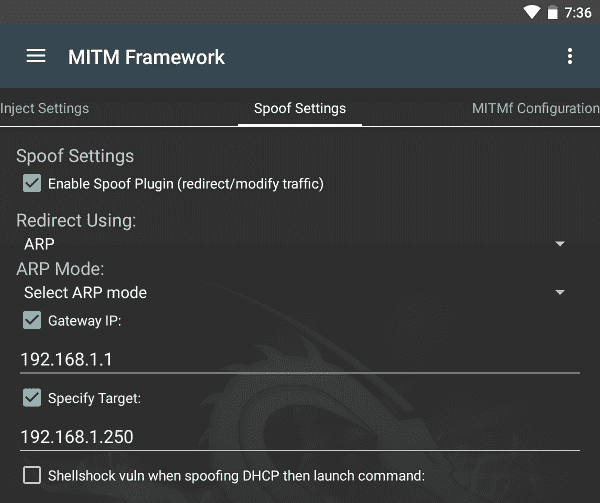 7:36
MITM Framework
Inject Settings Spoof Settings MITMf Configuration
Spoof Settings
Enable Spoof Plugin (redirect/modify traffic)
Redirect Using:
ARP
ARP Mode:
Select ARP mode
Gateway IP:
192.168.1.1
Specify Target:
192.168.1.250
Shellshock vuln when spoofing DHCP then launch command: